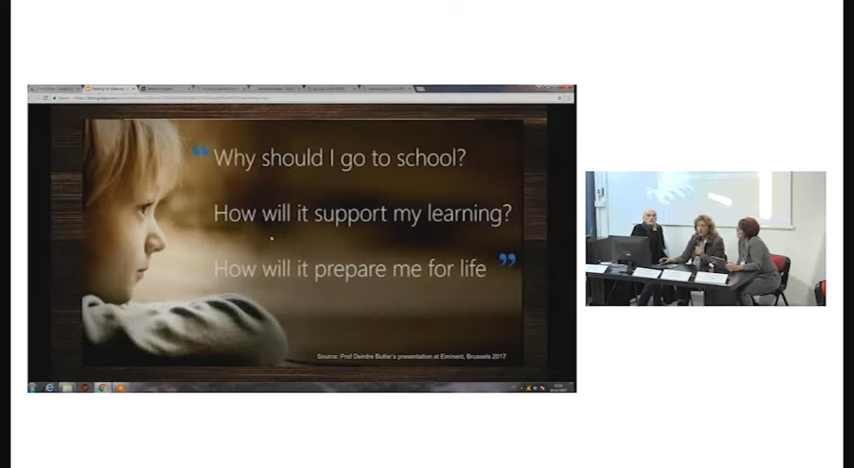 “ Why should I go to school?
How will it support my learning?
How will it prepare me for life ”
Source: Prof Deirdre Butler's presentation at Eminent, Brussels 2017